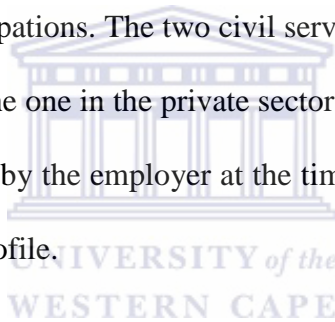 pations. The two civil serv
ne one in the private sector
by the employer at the tim
ofile.
UNIVERSITY of the
WESTERN CAPE